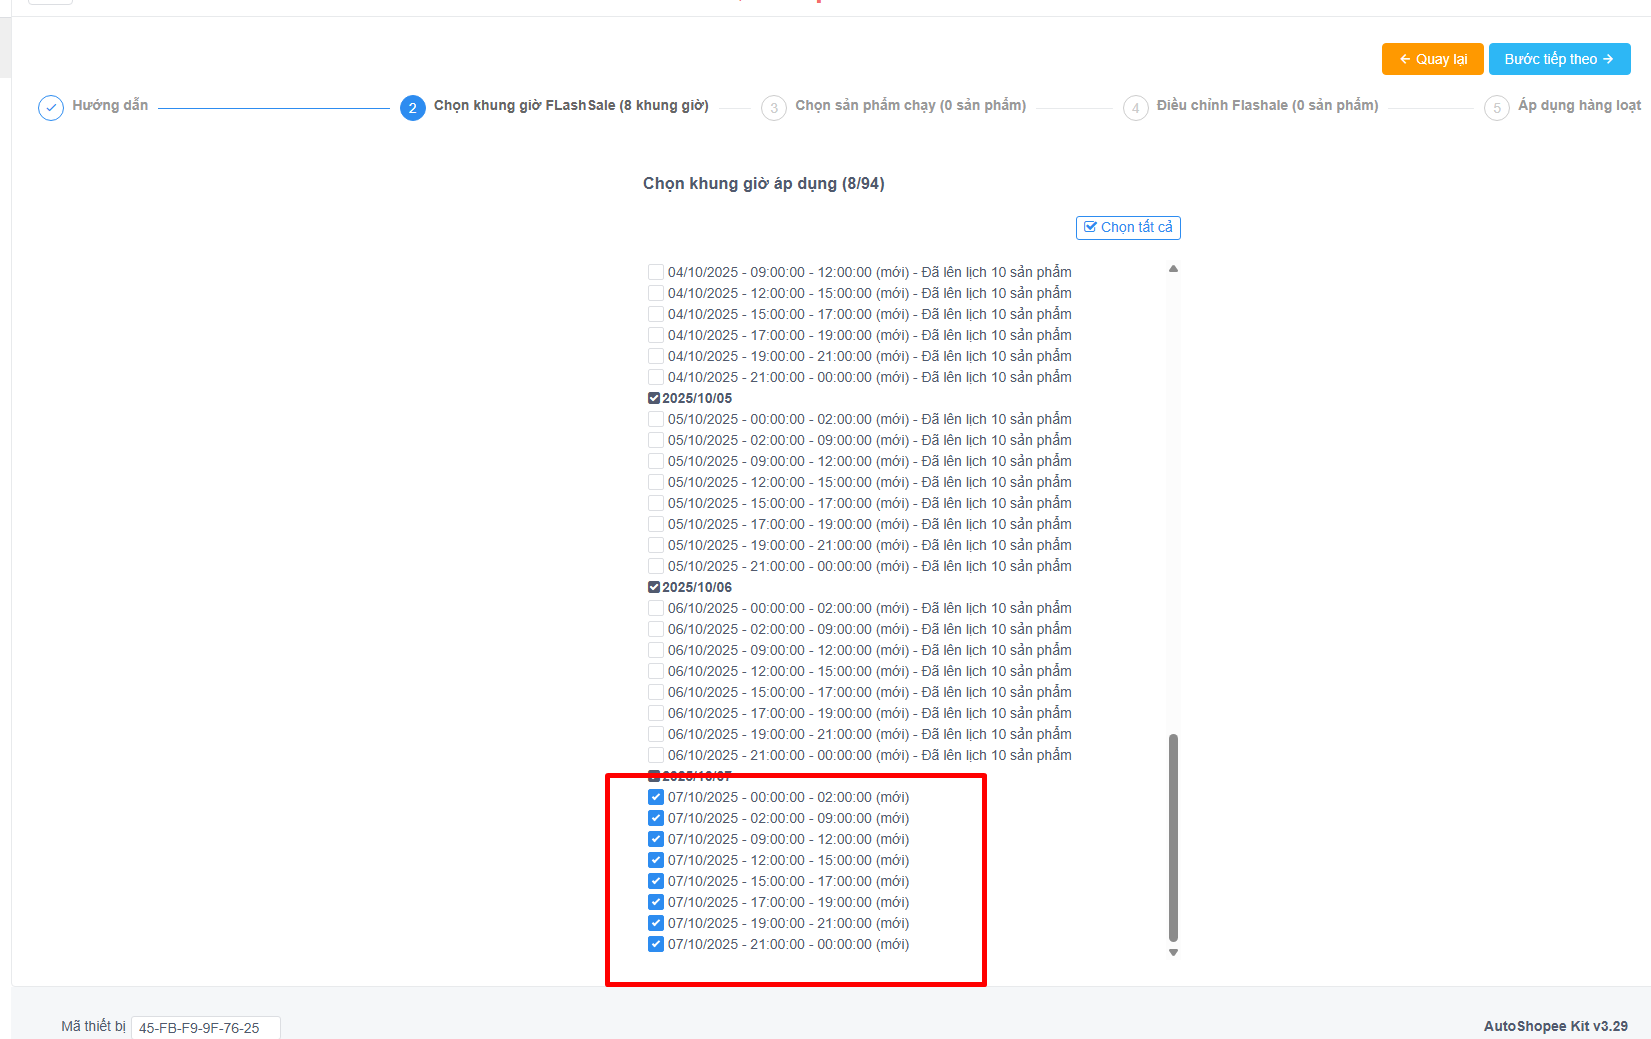 Quay lại
Bước tiếp theo
Hướng dẫn
2 Chọn khung giờ FLashSale (8 khung giờ)
3 Chọn sản phẩm chạy (0 sản phẩm)
4 Điều chỉnh Flashale (0 sản phẩm)
5 Áp dụng hàng loạt
Chọn khung giờ áp dụng (8/94)
Chọn tất cả
04/10/2025 - 09:00:00 - 12:00:00 (mới) - Đã lên lịch 10 sản phẩm
04/10/2025 - 12:00:00 - 15:00:00 (mới) - Đã lên lịch 10 sản phẩm
04/10/2025 - 15:00:00 - 17:00:00 (mới) - Đã lên lịch 10 sản phẩm
04/10/2025 - 17:00:00 - 19:00:00 (mới) - Đã lên lịch 10 sản phẩm
04/10/2025 - 19:00:00 - 21:00:00 (mới) - Đã lên lịch 10 sản phẩm
04/10/2025 - 21:00:00 - 00:00:00 (mới) - Đã lên lịch 10 sản phẩm
2025/10/05
05/10/2025 - 00:00:00 - 02:00:00 (mới) - Đã lên lịch 10 sản phẩm
05/10/2025 - 02:00:00 - 09:00:00 (mới) - Đã lên lịch 10 sản phẩm
05/10/2025 - 09:00:00 - 12:00:00 (mới) - Đã lên lịch 10 sản phẩm
05/10/2025 - 12:00:00 - 15:00:00 (mới) - Đã lên lịch 10 sản phẩm
05/10/2025 - 15:00:00 - 17:00:00 (mới) - Đã lên lịch 10 sản phẩm
05/10/2025 - 17:00:00 - 19:00:00 (mới) - Đã lên lịch 10 sản phẩm
05/10/2025 - 19:00:00 - 21:00:00 (mới) - Đã lên lịch 10 sản phẩm
05/10/2025 - 21:00:00 - 00:00:00 (mới) - Đã lên lịch 10 sản phẩm
2025/10/06
06/10/2025 - 00:00:00 - 02:00:00 (mới) - Đã lên lịch 10 sản phẩm
06/10/2025 - 02:00:00 - 09:00:00 (mới) - Đã lên lịch 10 sản phẩm
06/10/2025 - 09:00:00 - 12:00:00 (mới) - Đã lên lịch 10 sản phẩm
06/10/2025 - 12:00:00 - 15:00:00 (mới) - Đã lên lịch 10 sản phẩm
06/10/2025 - 15:00:00 - 17:00:00 (mới) - Đã lên lịch 10 sản phẩm
06/10/2025 - 17:00:00 - 19:00:00 (mới) - Đã lên lịch 10 sản phẩm
06/10/2025 - 19:00:00 - 21:00:00 (mới) - Đã lên lịch 10 sản phẩm
06/10/2025 - 21:00:00 - 00:00:00 (mới) - Đã lên lịch 10 sản phẩm
2025/10/07
07/10/2025 - 00:00:00 - 02:00:00 (mới)
07/10/2025 - 02:00:00 - 09:00:00 (mới)
07/10/2025 - 09:00:00 - 12:00:00 (mới)
07/10/2025 - 12:00:00 - 15:00:00 (mới)
07/10/2025 - 15:00:00 - 17:00:00 (mới)
07/10/2025 - 17:00:00 - 19:00:00 (mới)
07/10/2025 - 19:00:00 - 21:00:00 (mới)
07/10/2025 - 21:00:00 - 00:00:00 (mới)
Mã thiết bị 45-FB-F9-9F-76-25
AutoShopee Kit v3.29